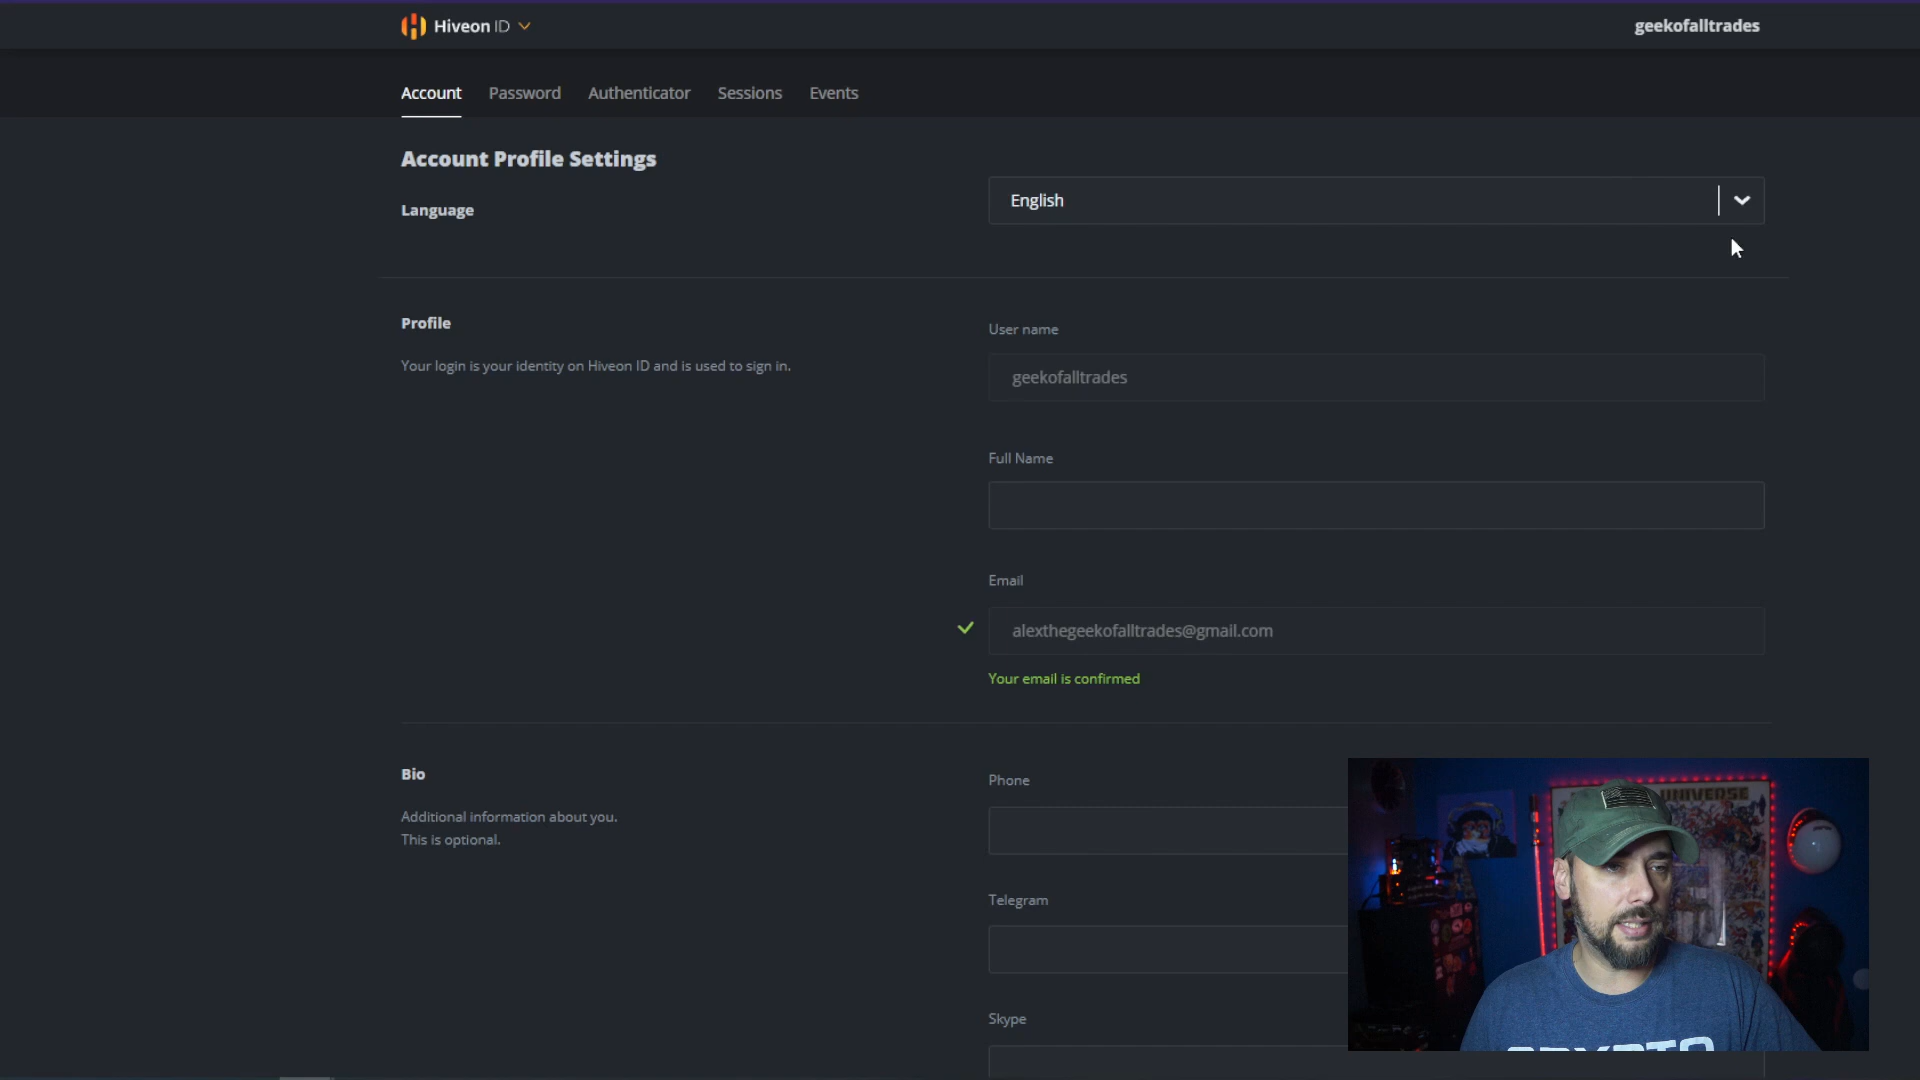 Hiveon ID
geekofalltrades
Account Password Authenticator Sessions Events
Account Profile Settings
Language
English
Profile
Your login is your identity on Hiveon ID and is used to sign in.
User name
geekofalltrades
Full Name
Email
alexthegeekofalltrades@gmail.com
Your email is confirmed
Bio
Additional information about you.
This is optional.
Phone
Telegram
Skype
UNIVERSE
CRYPTO